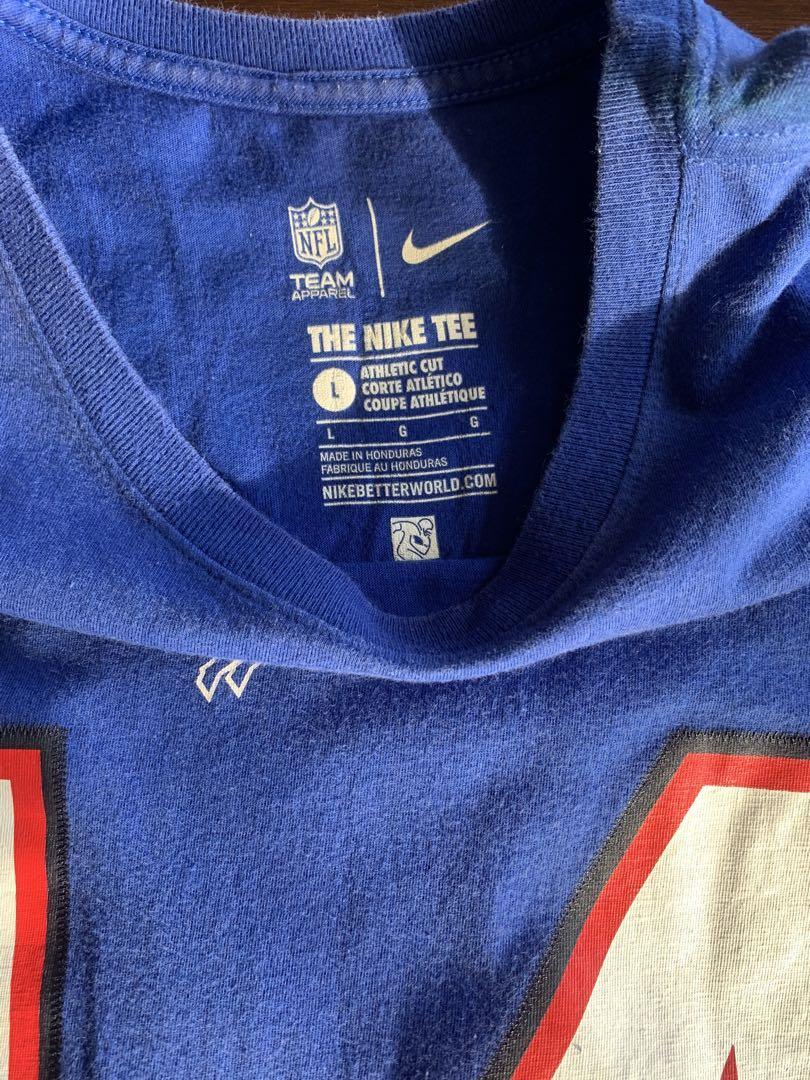 NFL
TEAM
APPAREL
THE NIKE TEE
L
ATHLETIC CUT
CORTE ATLÉTICO
COUPE ATHLÉTIQUE
L G G
MADE IN HONDURAS
FABRIQUE AU HONDURAS
NIKEBETTERWORLD.COM